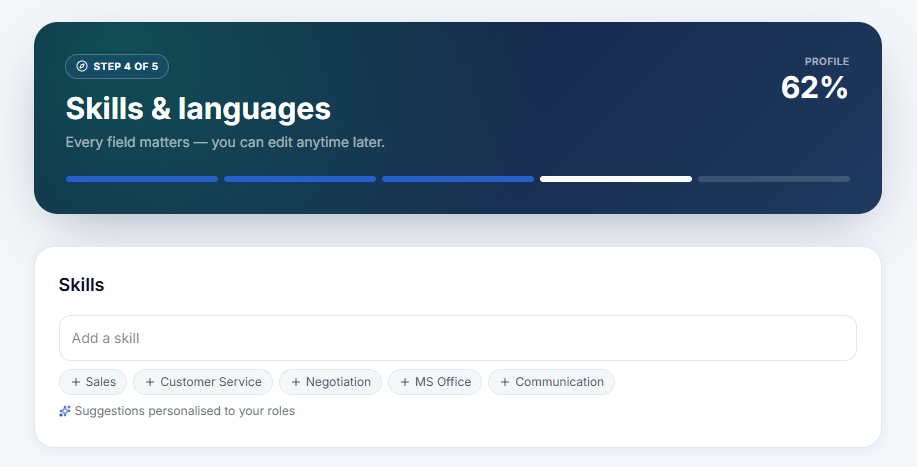 STEP 4 OF 5
PROFILE
Skills & languages
62%
Every field matters — you can edit anytime later.
Skills
Add a skill
+ Sales + Customer Service + Negotiation + MS Office + Communication
Suggestions personalised to your roles